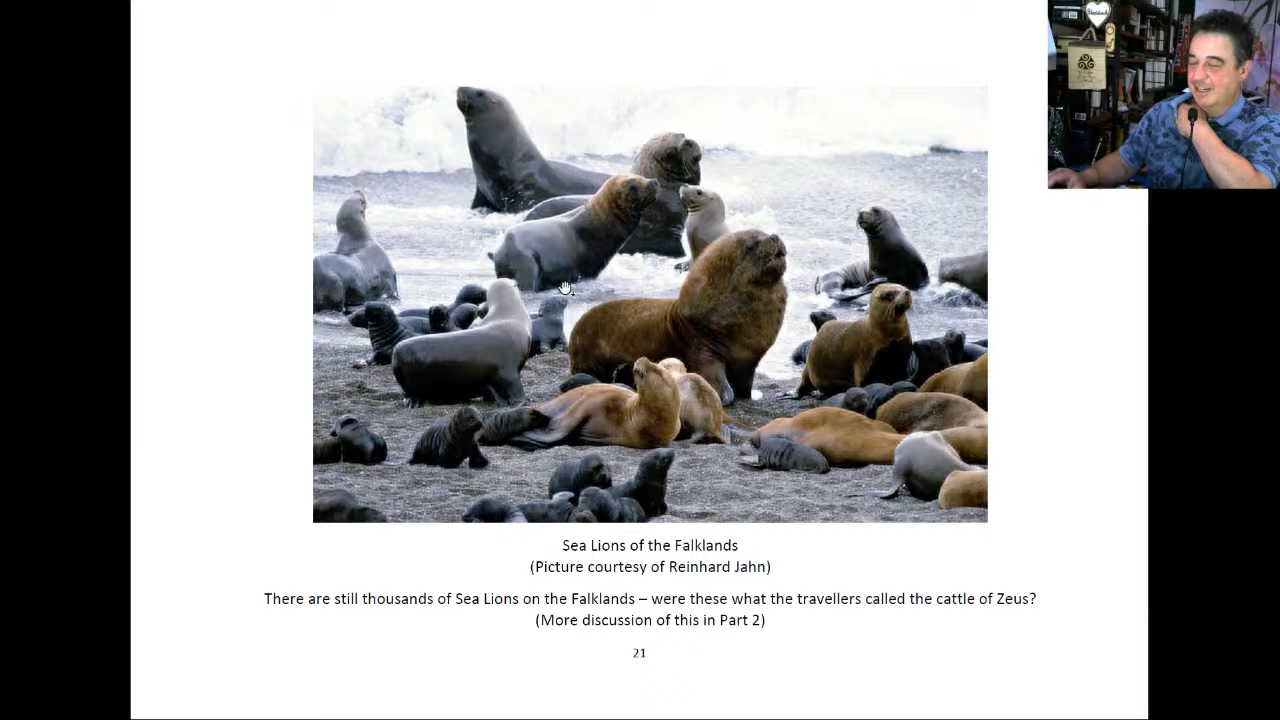 Sea Lions of the Falklands
(Picture courtesy of Reinhard Jahn)
There are still thousands of Sea Lions on the Falklands – were these what the travellers called the cattle of Zeus?
(More discussion of this in Part 2)
21